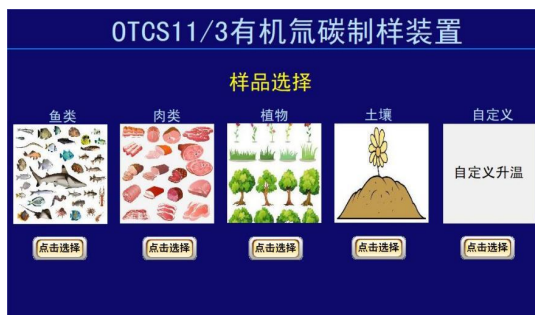 OTCS11/3有机氚碳制样装置
样品选择
鱼类 肉类 植物 土壤 自定义
自定义升温
点击选择 点击选择 点击选择 点击选择 点击选择